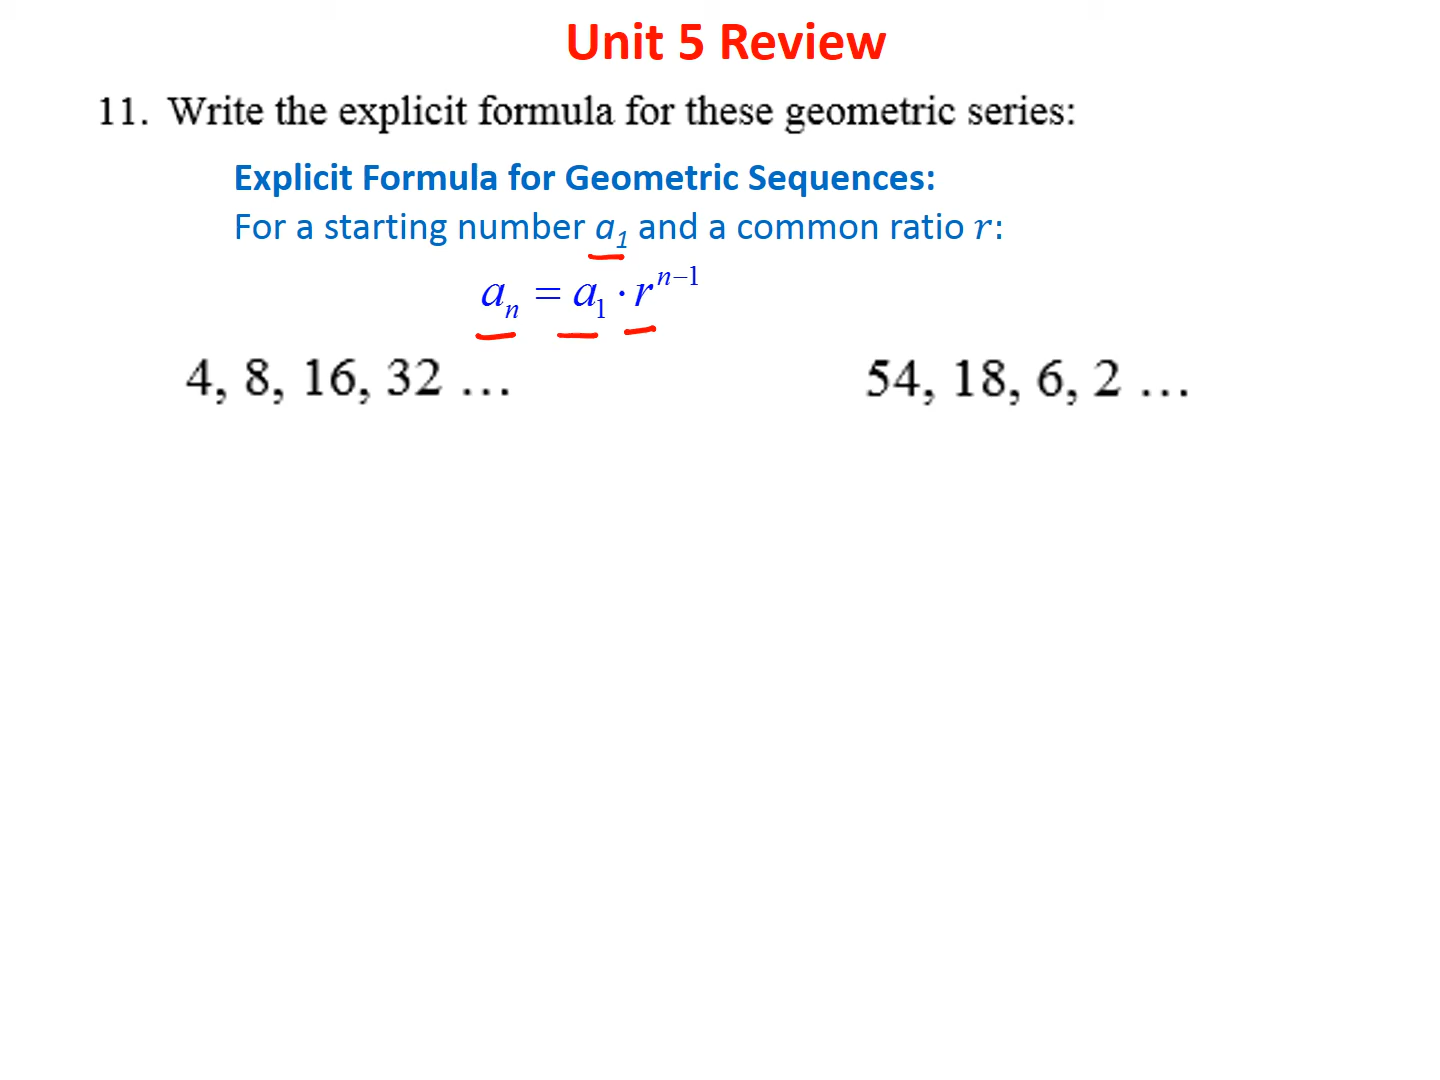 Unit 5 Review
11. Write the explicit formula for these geometric series:
Explicit Formula for Geometric Sequences:
For a starting number a₁ and a common ratio r:
aₙ = a₁ · rⁿ⁻¹
4, 8, 16, 32 … 54, 18, 6, 2 …